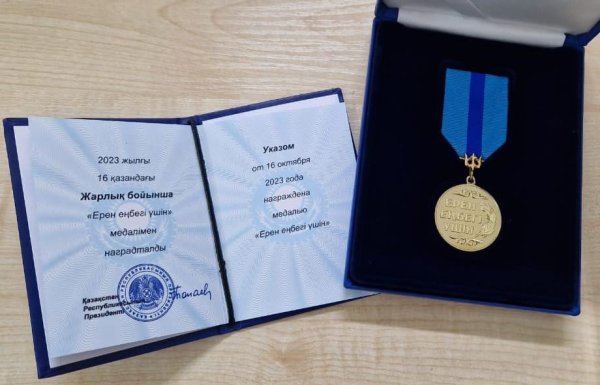 2023 жылғы
16 қазандағы
Жарлық бойынша
«Ерен еңбегі үшін»
медалімен
наградталды
Қазақстан
Республикасының
Президенті
Указом
от 16 октября
2023 года
награждена
медалью
«Ерен еңбегі үшін»
ЕРЕН
ЕҢБЕГІ
ҮШІН